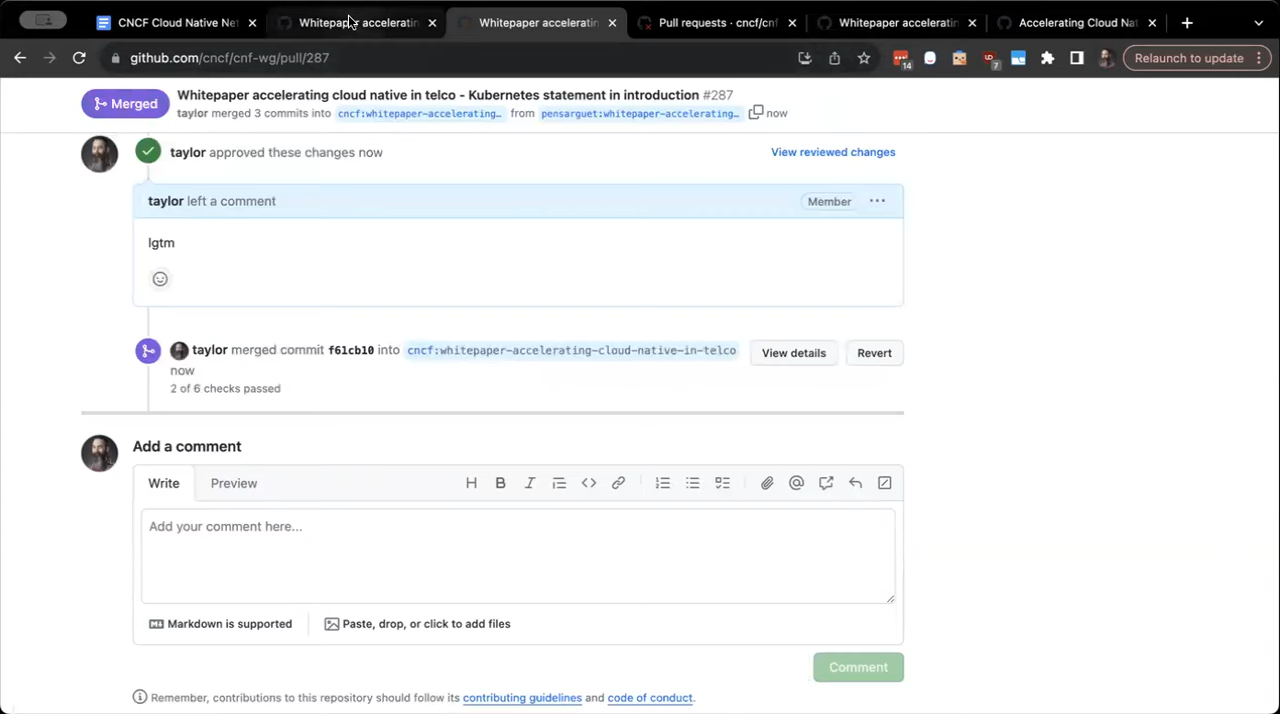 CNCF Cloud Native Net
Whitepaper acceleratin
Whitepaper acceleratin
Pull requests · cncf/cnf
Whitepaper acceleratin
Accelerating Cloud Nat
github.com/cncf/cnf-wg/pull/287
14
7
Relaunch to update
Merged
Whitepaper accelerating cloud native in telco - Kubernetes statement in introduction #287
taylor merged 3 commits into cncf:whitepaper-accelerating… from pensarguet:whitepaper-accelerating… now
taylor approved these changes now
View reviewed changes
taylor left a comment
Member
lgtm
taylor merged commit f61cb10 into cncf:whitepaper-accelerating-cloud-native-in-telco
now
View details
Revert
2 of 6 checks passed
Add a comment
Write
Preview
H B I
Add your comment here...
Markdown is supported
Paste, drop, or click to add files
Comment
Remember, contributions to this repository should follow its contributing guidelines and code of conduct.